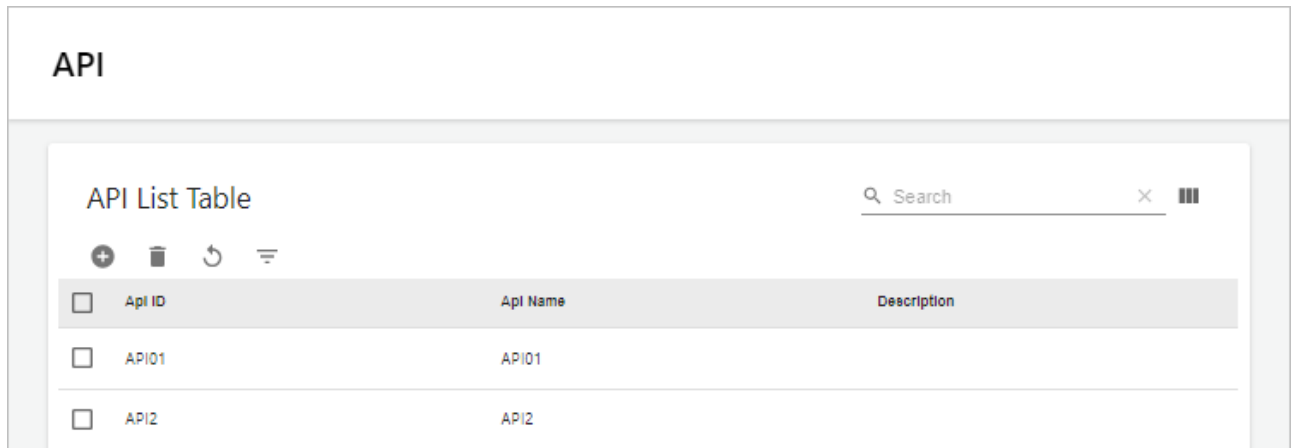 API
API List Table
Search
Api ID Api Name Description
API01 API01
API2 API2